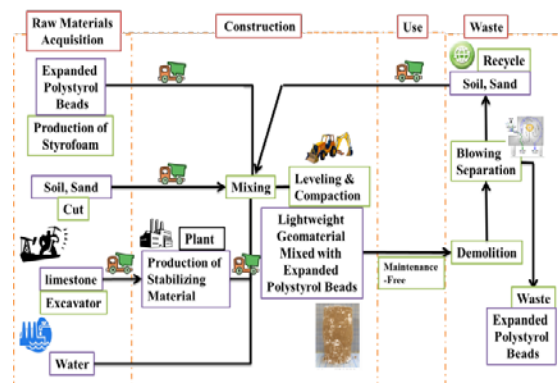 Raw Materials
Acquisition
Construction
Use
Waste
Expanded
Polystyrol
Beads
Production of
Styrofoam
Soil, Sand
Cut
limestone
Excavator
Water
Plant
Production of
Stabilizing
Material
Mixing
Leveling &
Compaction
Lightweight
Geomaterial
Mixed with
Expanded
Polystyrol Beads
Maintenance
-Free
Recycle
Soil, Sand
Blowing
Separation
Demolition
Waste
Expanded
Polystyrol
Beads